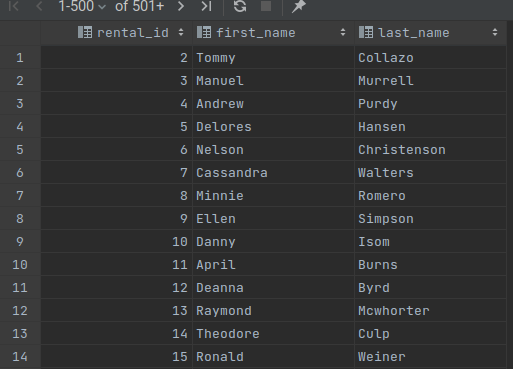 1-500 of 501+
rental_id first_name last_name
1 2 Tommy Collazo
2 3 Manuel Murrell
3 4 Andrew Purdy
4 5 Delores Hansen
5 6 Nelson Christenson
6 7 Cassandra Walters
7 8 Minnie Romero
8 9 Ellen Simpson
9 10 Danny Isom
10 11 April Burns
11 12 Deanna Byrd
12 13 Raymond Mcwhorter
13 14 Theodore Culp
14 15 Ronald Weiner